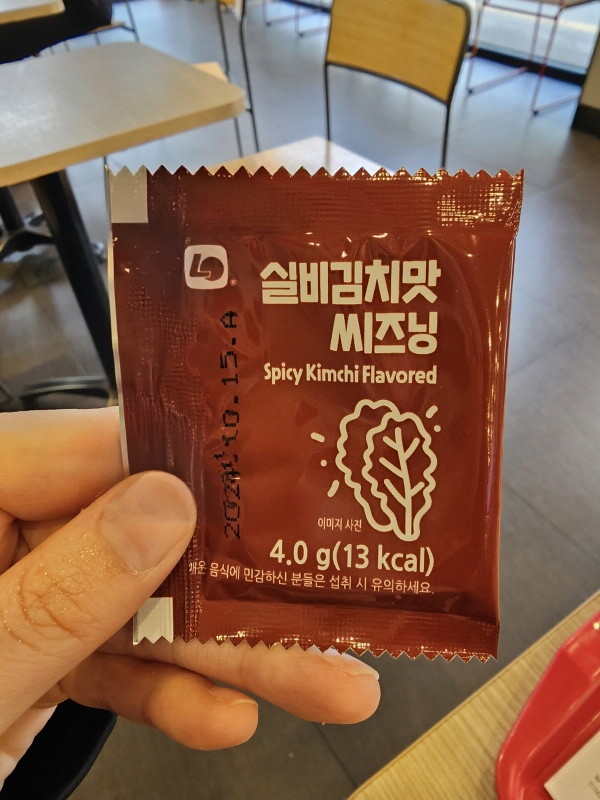 실비김치맛
씨즈닝
Spicy Kimchi Flavored
이미지 사진
4.0 g(13 kcal)
매운 음식에 민감하신 분들은 섭취 시 유의하세요.
10.15.A